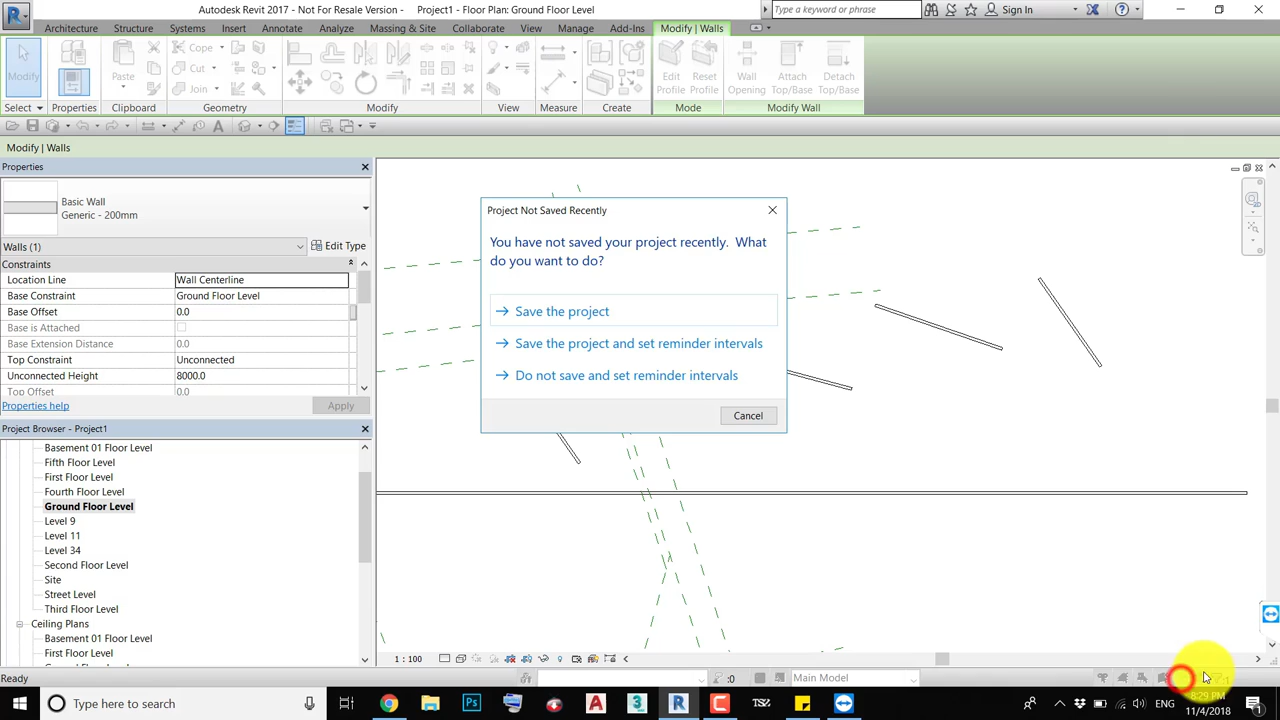 Autodesk Revit 2017 - Not For Resale Version - Project1 - Floor Plan: Ground Floor Level
Type a keyword or phrase
Sign In
Architecture Structure Systems Insert Annotate Analyze Massing & Site Collaborate View Manage Add-Ins Modify | Walls
Modify
Paste
Cope
Cut
Join
Edit Profile
Reset Profile
Wall Opening
Attach Top/Base
Detach Top/Base
Select Properties Clipboard Geometry Modify View Measure Create Mode Modify Wall
Modify | Walls
Properties
Basic Wall
Generic - 200mm
Walls (1)
Edit Type
Constraints
Location Line Wall Centerline
Base Constraint Ground Floor Level
Base Offset 0.0
Base is Attached
Base Extension Distance 0.0
Top Constraint Unconnected
Unconnected Height 8000.0
Top Offset 0.0
Properties help
Apply
Project Browser - Project1
Basement 01 Floor Level
Fifth Floor Level
First Floor Level
Fourth Floor Level
Ground Floor Level
Level 9
Level 11
Level 34
Second Floor Level
Site
Street Level
Third Floor Level
Ceiling Plans
Basement 01 Floor Level
First Floor Level
Project Not Saved Recently
You have not saved your project recently. What
do you want to do?
Save the project
Save the project and set reminder intervals
Do not save and set reminder intervals
Cancel
1 : 100
Ready
:0
Main Model
Type here to search
ENG
8:29 PM
11/4/2018